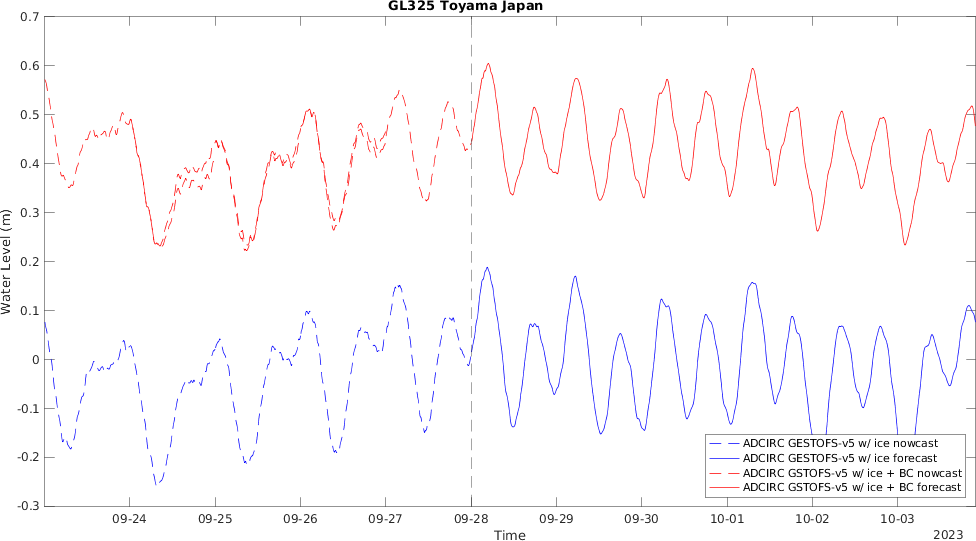 GL325 Toyama Japan
0.7
0.6
0.5
0.4
0.3
0.2
0.1
0
-0.1
-0.2
-0.3
Water Level (m)
ADCIRC GESTOFS-v5 w/ ice nowcast
ADCIRC GESTOFS-v5 w/ ice forecast
ADCIRC GSTOFS-v5 w/ ice + BC nowcast
ADCIRC GSTOFS-v5 w/ ice + BC forecast
09-24 09-25 09-26 09-27 09-28 09-29 09-30 10-01 10-02 10-03
Time
2023